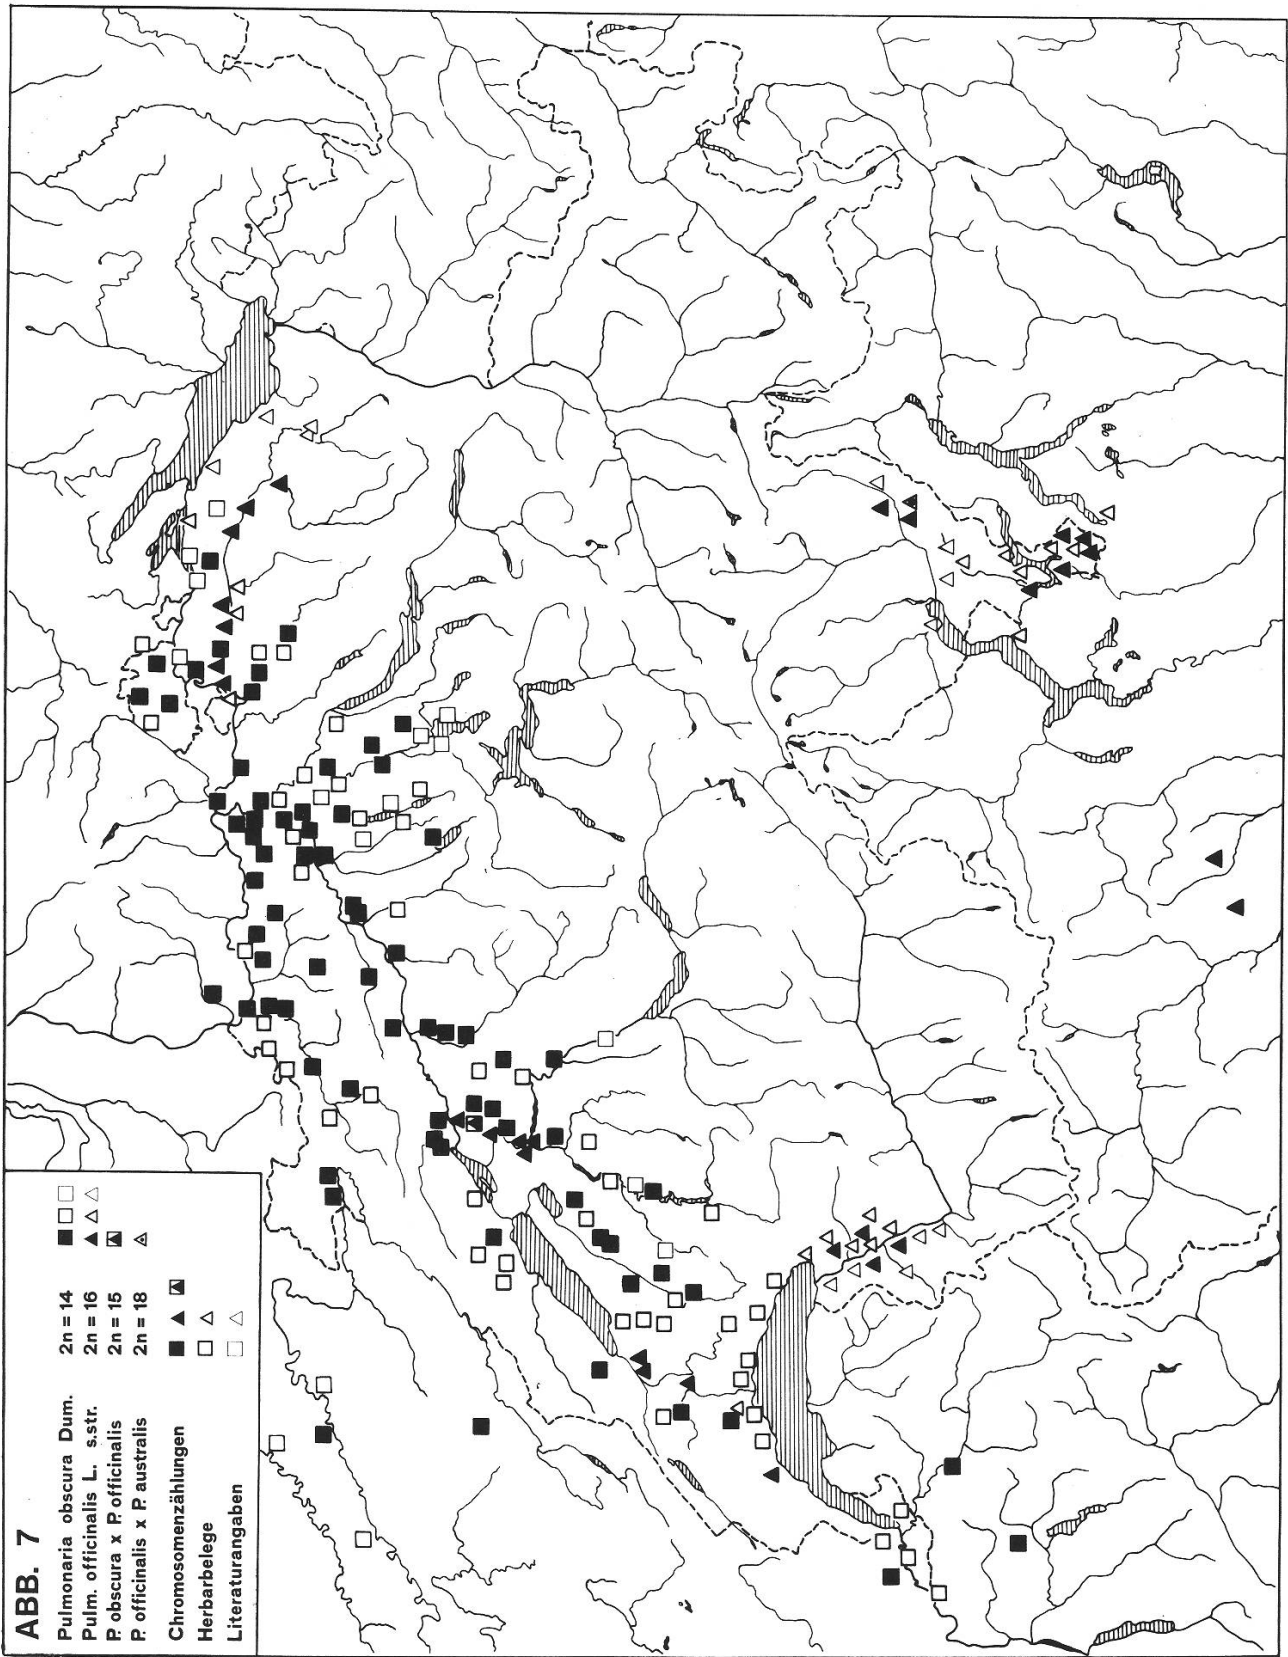 ABB. 7
Pulmonaria obscura Dum. 2n = 14
Pulm. officinalis L. s.str. 2n = 16
P. obscura x P. officinalis 2n = 15
P. officinalis x P. australis 2n = 18
Chromosomenzählungen
Herbarbelege
Literaturangaben